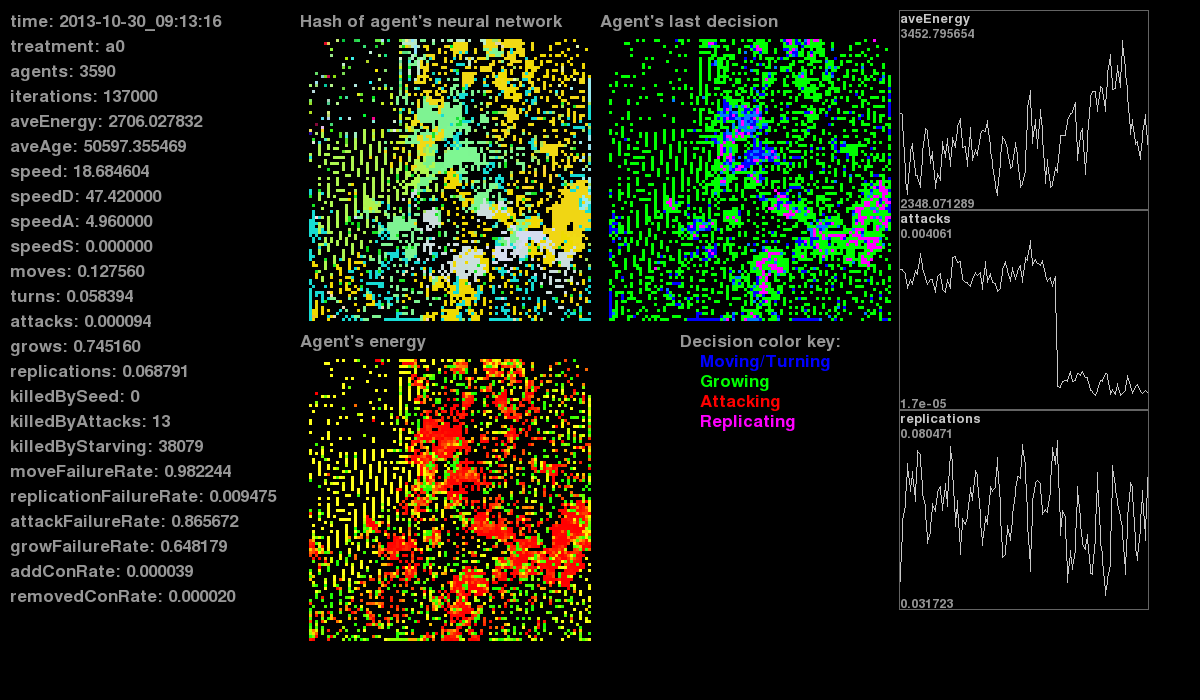 time: 2013-10-30_09:13:16
treatment: a0
agents: 3590
iterations: 137000
aveEnergy: 2706.027832
aveAge: 50597.355469
speed: 18.684604
speedD: 47.420000
speedA: 4.960000
speedS: 0.000000
moves: 0.127560
turns: 0.058394
attacks: 0.000094
grows: 0.745160
replications: 0.068791
killedBySeed: 0
killedByAttacks: 13
killedByStarving: 38079
moveFailureRate: 0.982244
replicationFailureRate: 0.009475
attackFailureRate: 0.865672
growFailureRate: 0.648179
addConRate: 0.000039
removedConRate: 0.000020
Hash of agent's neural network
Agent's last decision
Agent's energy
Decision color key:
Moving/Turning
Growing
Attacking
Replicating
aveEnergy
3452.795654
2348.071289
attacks
0.004061
1.7e-05
replications
0.080471
0.031723